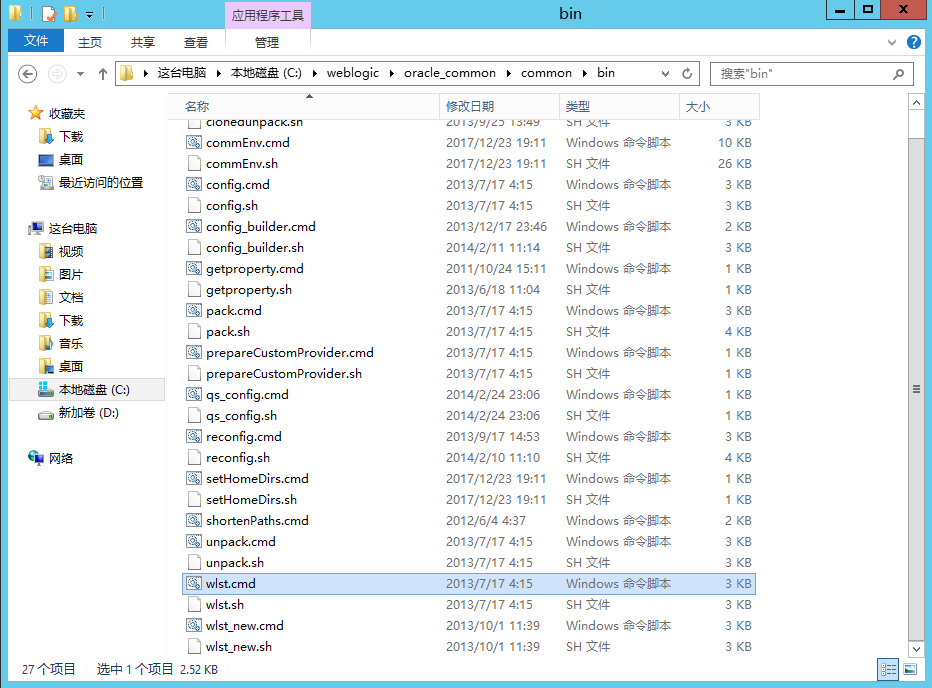 应用程序工具
bin
文件 主页 共享 查看 管理
这台电脑 本地磁盘 (C:) weblogic oracle_common common bin
搜索"bin"
收藏夹
下载
桌面
最近访问的位置
这台电脑
视频
图片
文档
下载
音乐
桌面
本地磁盘 (C:)
新加卷 (D:)
网络
名称 修改日期 类型 大小
clonedunpack.sh 2013/9/25 13:49 SH 文件 3 KB
commEnv.cmd 2017/12/23 19:11 Windows 命令脚本 10 KB
commEnv.sh 2017/12/23 19:11 SH 文件 26 KB
config.cmd 2013/7/17 4:15 Windows 命令脚本 3 KB
config.sh 2013/7/17 4:15 SH 文件 3 KB
config_builder.cmd 2013/12/17 23:46 Windows 命令脚本 2 KB
config_builder.sh 2014/2/11 11:14 SH 文件 3 KB
getproperty.cmd 2011/10/24 15:11 Windows 命令脚本 1 KB
getproperty.sh 2013/6/18 11:04 SH 文件 1 KB
pack.cmd 2013/7/17 4:15 Windows 命令脚本 3 KB
pack.sh 2013/7/17 4:15 SH 文件 4 KB
prepareCustomProvider.cmd 2013/7/17 4:15 Windows 命令脚本 1 KB
prepareCustomProvider.sh 2013/7/17 4:15 SH 文件 1 KB
qs_config.cmd 2014/2/24 23:06 Windows 命令脚本 1 KB
qs_config.sh 2014/2/24 23:06 SH 文件 1 KB
reconfig.cmd 2013/9/17 14:53 Windows 命令脚本 3 KB
reconfig.sh 2014/2/10 11:10 SH 文件 4 KB
setHomeDirs.cmd 2017/12/23 19:11 Windows 命令脚本 1 KB
setHomeDirs.sh 2017/12/23 19:11 SH 文件 1 KB
shortenPaths.cmd 2012/6/4 4:37 Windows 命令脚本 2 KB
unpack.cmd 2013/7/17 4:15 Windows 命令脚本 3 KB
unpack.sh 2013/7/17 4:15 SH 文件 3 KB
wlst.cmd 2013/7/17 4:15 Windows 命令脚本 3 KB
wlst.sh 2013/7/17 4:15 SH 文件 3 KB
wlst_new.cmd 2013/10/1 11:39 Windows 命令脚本 3 KB
wlst_new.sh 2013/10/1 11:39 SH 文件 3 KB
27 个项目 选中 1 个项目 2.52 KB